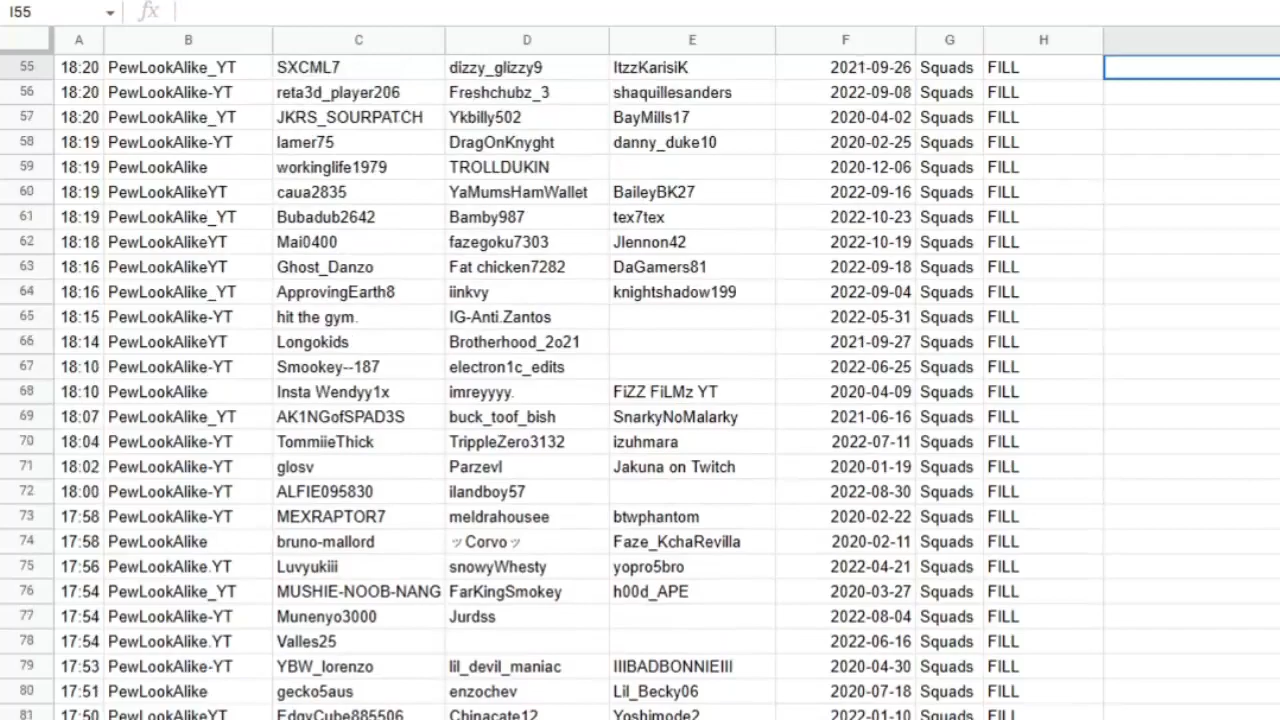 I55 fx
A B C D E F G H
55 18:20 PewLookAlike_YT SXCML7 dizzy_glizzy9 ItzzKarisiK 2021-09-26 Squads FILL
56 18:20 PewLookAlike-YT reta3d_player206 Freshchubz_3 shaquillesanders 2022-09-08 Squads FILL
57 18:20 PewLookAlike_YT JKRS_SOURPATCH Ykbilly502 BayMills17 2020-04-02 Squads FILL
58 18:19 PewLookAlike-YT lamer75 DragOnKnyght danny_duke10 2020-02-25 Squads FILL
59 18:19 PewLookAlike workinglife1979 TROLLDUKIN 2020-12-06 Squads FILL
60 18:19 PewLookAlikeYT caua2835 YaMumsHamWallet BaileyBK27 2022-09-16 Squads FILL
61 18:19 PewLookAlike_YT Bubadub2642 Bamby987 tex7tex 2022-10-23 Squads FILL
62 18:18 PewLookAlikeYT Mai0400 fazegoku7303 Jlennon42 2022-10-19 Squads FILL
63 18:16 PewLookAlikeYT Ghost_Danzo Fat chicken7282 DaGamers81 2022-09-18 Squads FILL
64 18:16 PewLookAlike_YT ApprovingEarth8 iinkvy knightshadow199 2022-09-04 Squads FILL
65 18:15 PewLookAlike-YT hit the gym. IG-Anti.Zantos 2022-05-31 Squads FILL
66 18:14 PewLookAlikeYT Longokids Brotherhood_2o21 2021-09-27 Squads FILL
67 18:10 PewLookAlike-YT Smookey--187 electron1c_edits 2022-06-25 Squads FILL
68 18:10 PewLookAlike Insta Wendyy1x imreyyyy. FiZZ FiLMz YT 2020-04-09 Squads FILL
69 18:07 PewLookAlike_YT AK1NGofSPAD3S buck_toof_bish SnarkyNoMalarky 2021-06-16 Squads FILL
70 18:04 PewLookAlike-YT TommiieThick TrippleZero3132 izuhmara 2022-07-11 Squads FILL
71 18:02 PewLookAlike-YT glosv Parzevl Jakuna on Twitch 2020-01-19 Squads FILL
72 18:00 PewLookAlike-YT ALFIE095830 ilandboy57 2022-08-30 Squads FILL
73 17:58 PewLookAlike-YT MEXRAPTOR7 meldrahousee btwphantom 2020-02-22 Squads FILL
74 17:58 PewLookAlike bruno-mallord ッCorvoッ Faze_KchaRevilla 2020-02-11 Squads FILL
75 17:56 PewLookAlike.YT Luvyukiii snowyWhesty yopro5bro 2022-04-21 Squads FILL
76 17:54 PewLookAlike_YT MUSHIE-NOOB-NANG FarKingSmokey h00d_APE 2020-03-27 Squads FILL
77 17:54 PewLookAlike-YT Munenyo3000 Jurdss 2022-08-04 Squads FILL
78 17:54 PewLookAlike.YT Valles25 2022-06-16 Squads FILL
79 17:53 PewLookAlike-YT YBW_lorenzo lil_devil_maniac IIIBADBONNIEIII 2020-04-30 Squads FILL
80 17:51 PewLookAlike gecko5aus enzochev Lil_Becky06 2020-07-18 Squads FILL
81 17:50 PewLookAlikeYT EdgyCube885506 Chinacate12 Yoshimode2 2022-01-10 Squads FILL